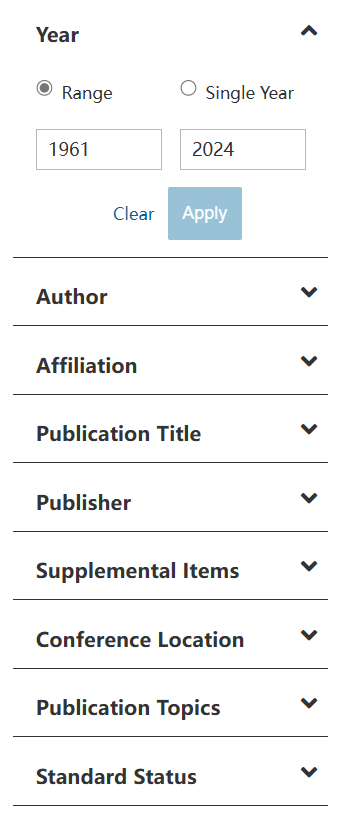 Year
Range Single Year
1961 2024
Clear Apply
Author
Affiliation
Publication Title
Publisher
Supplemental Items
Conference Location
Publication Topics
Standard Status